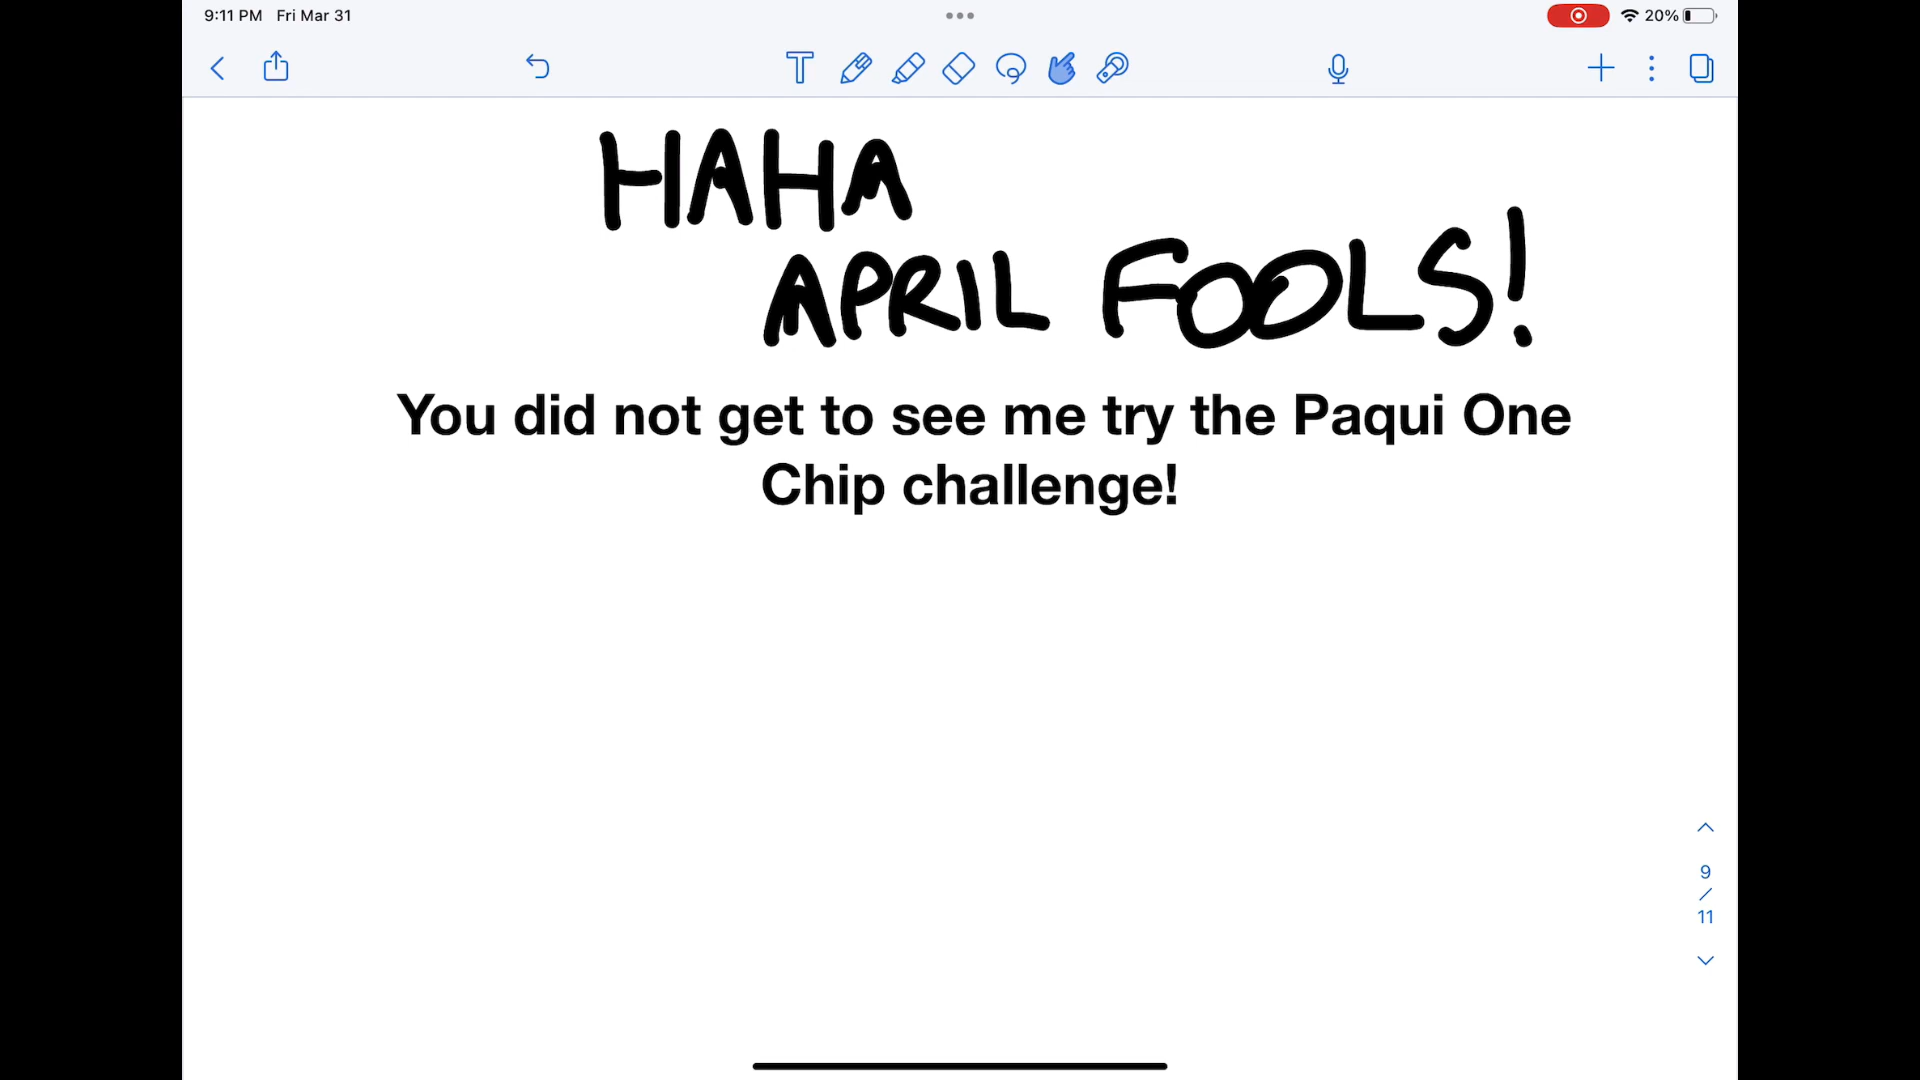 9:11 PM Fri Mar 31
20%
HAHA
APRIL FOOLS!
You did not get to see me try the Paqui One
Chip challenge!
9
/
11